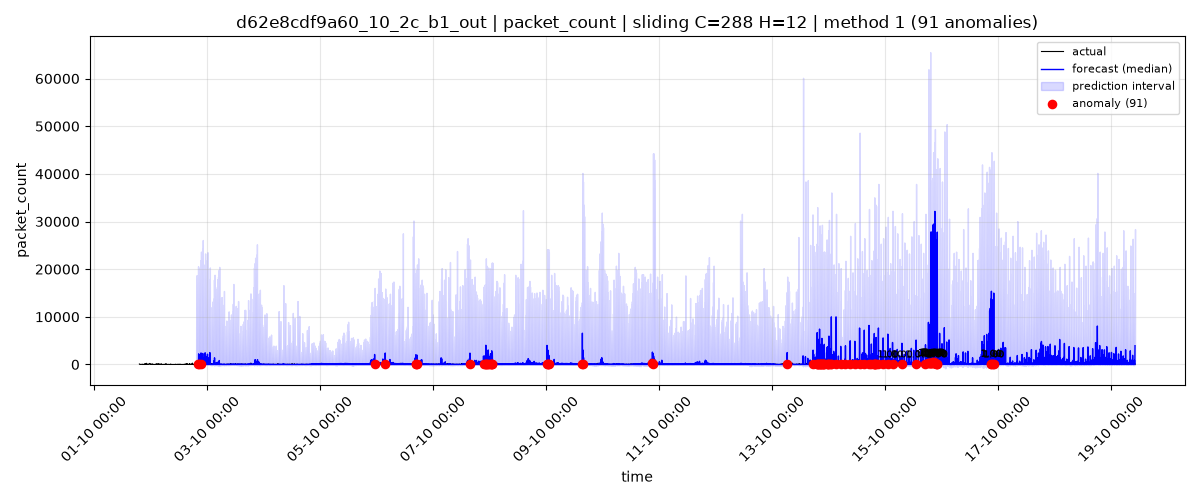 d62e8cdf9a60_10_2c_b1_out | packet_count | sliding C=288 H=12 | method 1 (91 anomalies)
actual
forecast (median)
prediction interval
anomaly (91)
packet_count
60000
50000
40000
30000
20000
10000
0
01-10 00:00
03-10 00:00
05-10 00:00
07-10 00:00
09-10 00:00
11-10 00:00
13-10 00:00
15-10 00:00
17-10 00:00
19-10 00:00
time